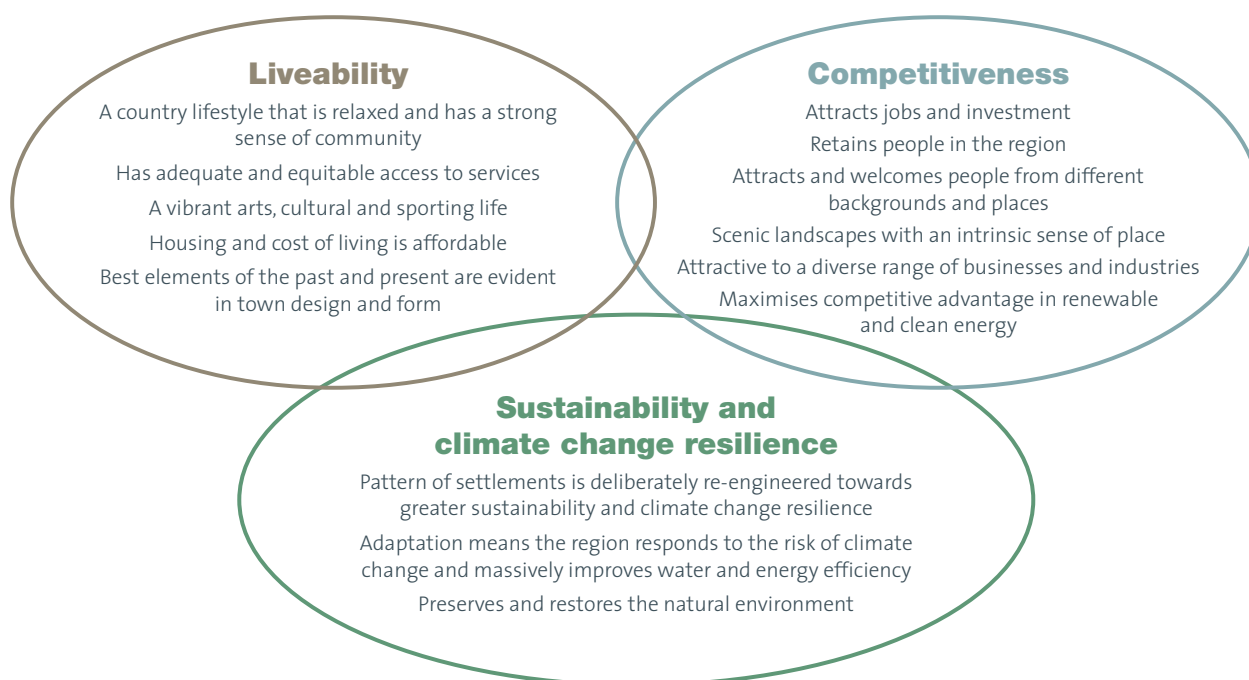 Liveability
A country lifestyle that is relaxed and has a strong
sense of community
Has adequate and equitable access to services
A vibrant arts, cultural and sporting life
Housing and cost of living is affordable
Best elements of the past and present are evident
in town design and form
Competitiveness
Attracts jobs and investment
Retains people in the region
Attracts and welcomes people from different
backgrounds and places
Scenic landscapes with an intrinsic sense of place
Attractive to a diverse range of businesses and industries
Maximises competitive advantage in renewable
and clean energy
Sustainability and
climate change resilience
Pattern of settlements is deliberately re-engineered towards
greater sustainability and climate change resilience
Adaptation means the region responds to the risk of climate
change and massively improves water and energy efficiency
Preserves and restores the natural environment